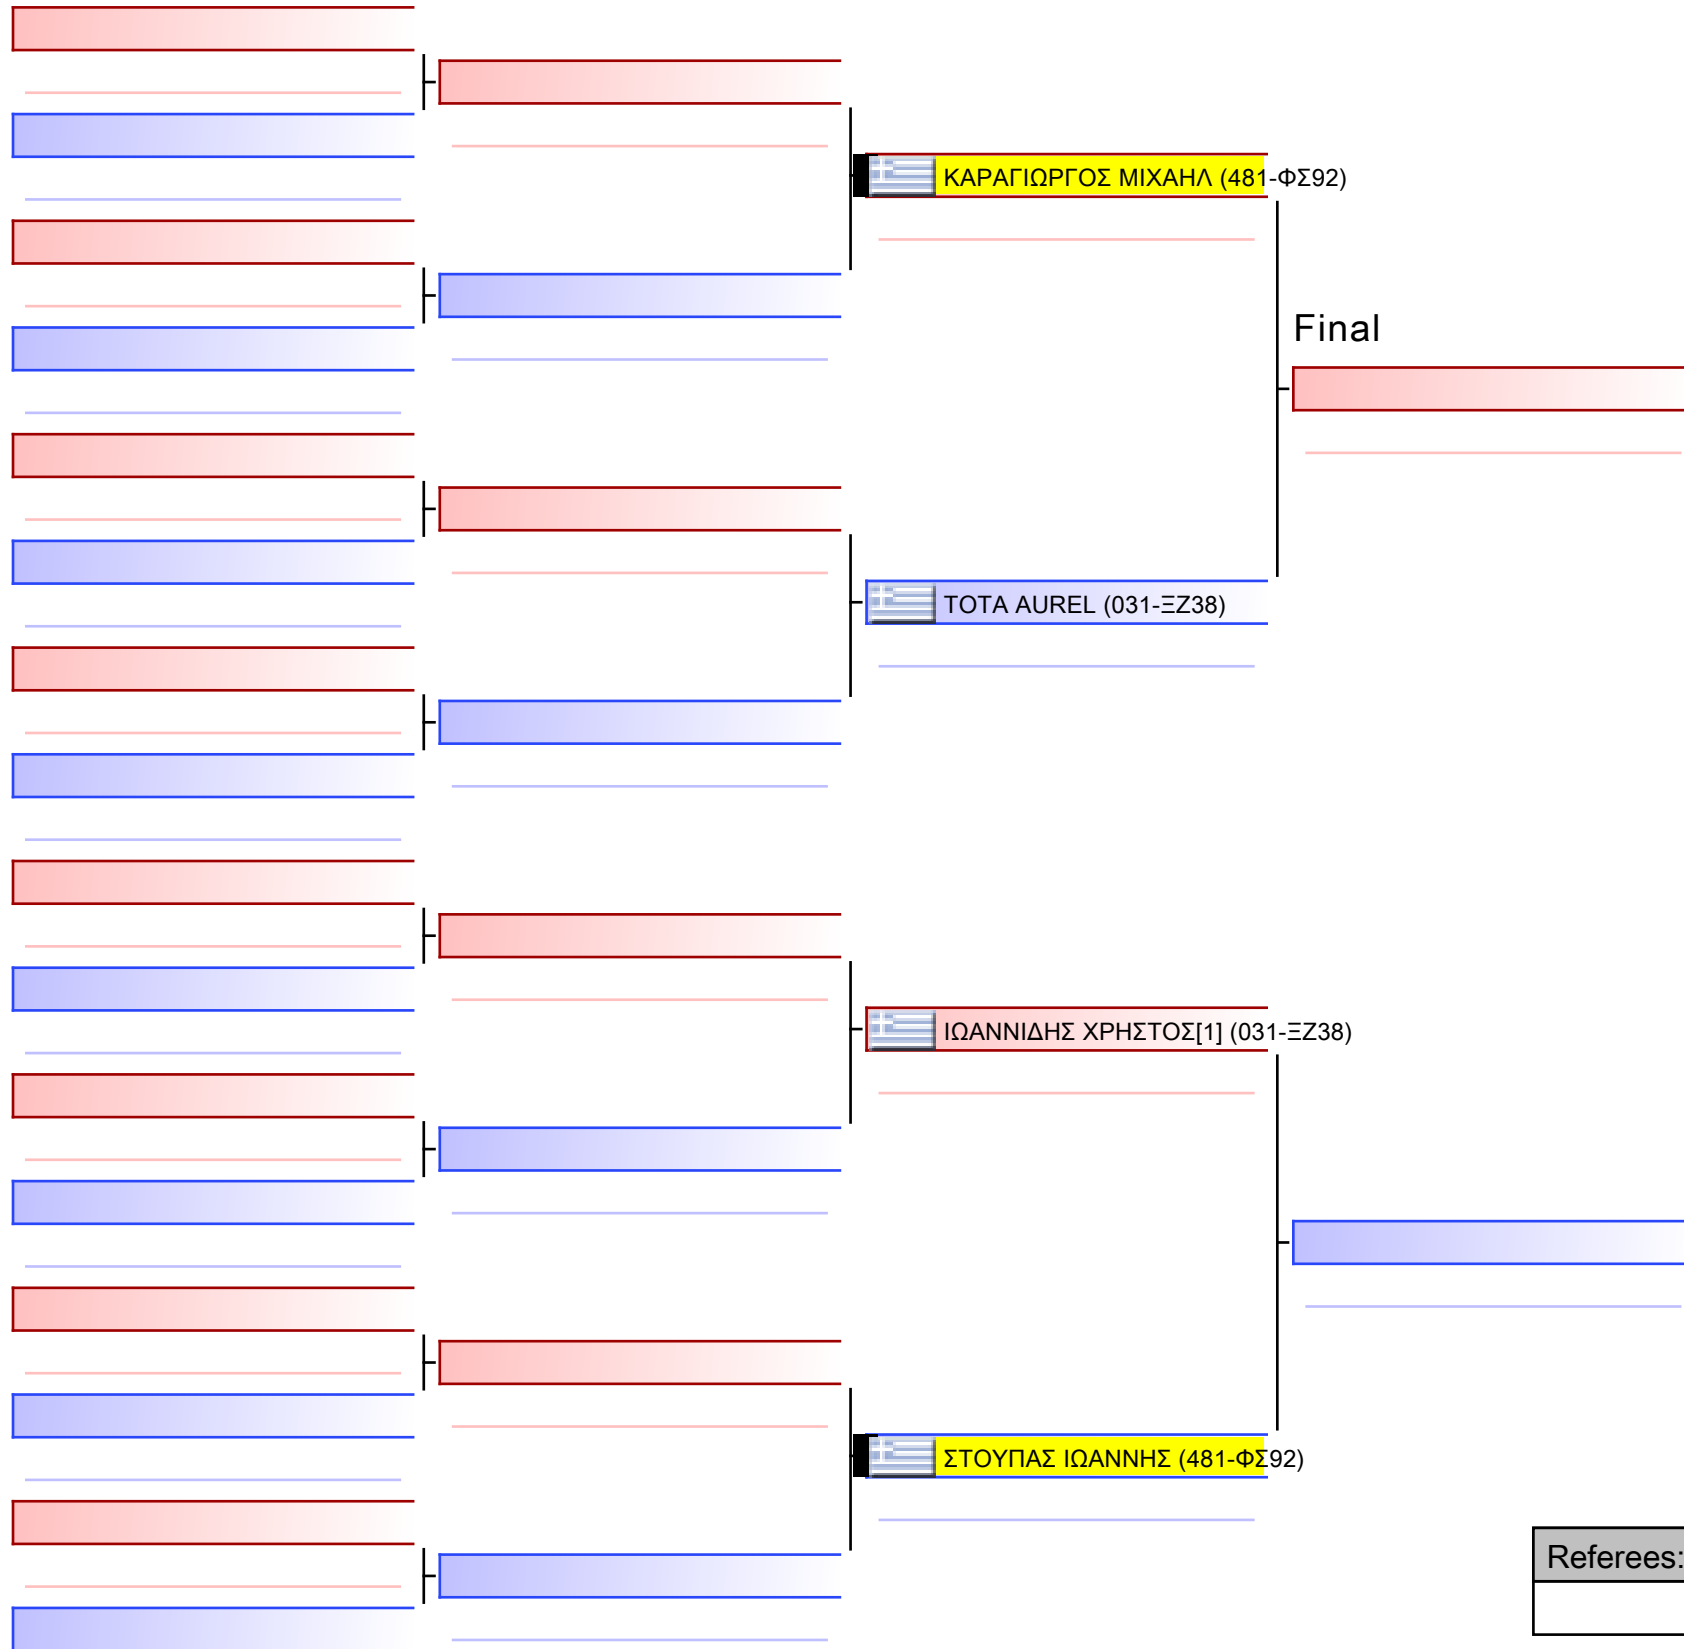 ΚΑΡΑΓΙΩΡΓΟΣ ΜΙΧΑΗΛ (481-ΦΣ92)
Final
TOTA AUREL (031-ΞΖ38)
ΙΩΑΝΝΙΔΗΣ ΧΡΗΣΤΟΣ[1] (031-ΞΖ38)
ΣΤΟΥΠΑΣ ΙΩΑΝΝΗΣ (481-ΦΣ92)
Referees: